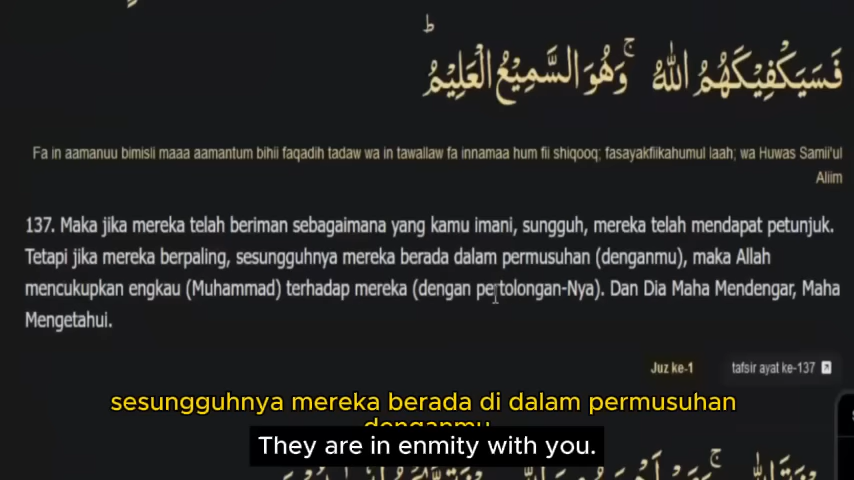 فَسَيَكْفِيْكَهُمُ اللّٰهُ ۚ وَهُوَ السَّمِيْعُ الْعَلِيْمُ ۗ
Fa in aamanuu bimisli maaa aamantum bihii faqadih tadaw wa in tawallaw fa innamaa hum fii shiqooq; fasayakfiikahumul laah; wa Huwas Samii'ul
Aliim
137. Maka jika mereka telah beriman sebagaimana yang kamu imani, sungguh, mereka telah mendapat petunjuk.
Tetapi jika mereka berpaling, sesungguhnya mereka berada dalam permusuhan (denganmu), maka Allah
mencukupkan engkau (Muhammad) terhadap mereka (dengan pertolongan-Nya). Dan Dia Maha Mendengar, Maha
Mengetahui.
Juz ke-1 tafsir ayat ke-137
sesungguhnya mereka berada di dalam permusuhan
denganmu
They are in enmity with you.